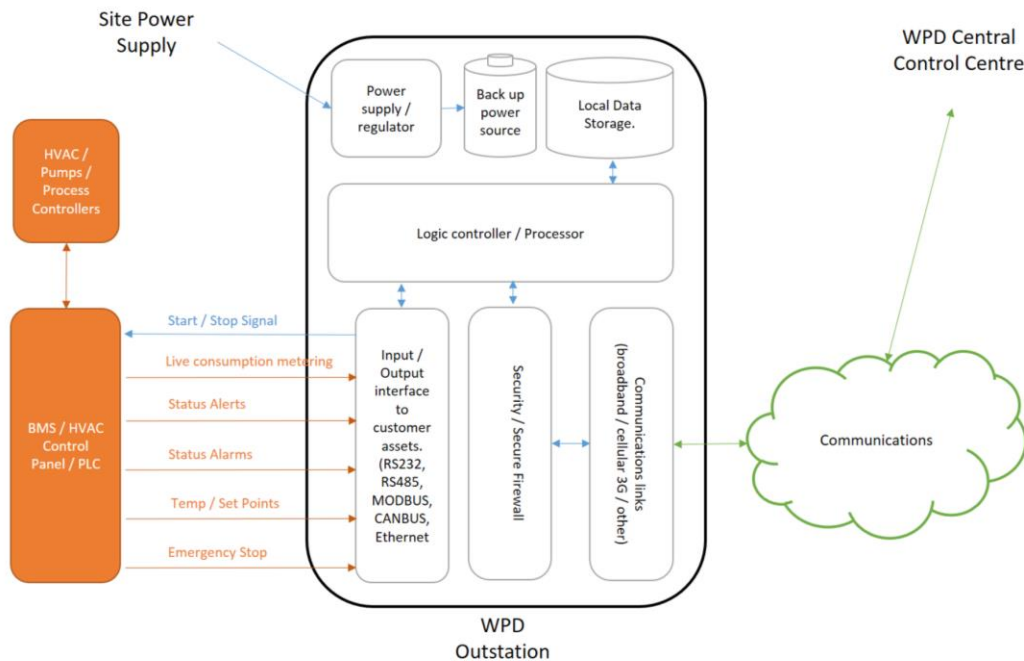 Site Power
Supply
WPD Central
Control Centre
Power
supply /
regulator
Back up
power
source
Local Data
Storage.
HVAC /
Pumps /
Process
Controllers
Logic controller / Processor
Start / Stop Signal
Live consumption metering
Status Alerts
Status Alarms
Temp / Set Points
Emergency Stop
BMS / HVAC
Control
Panel / PLC
Input /
Output
interface
to
customer
assets.
(RS232,
RS485,
MODBUS,
CANBUS,
Ethernet
Security / Secure Firewall
Communications links
(broadband / cellular 3G / other)
Communications
WPD
Outstation